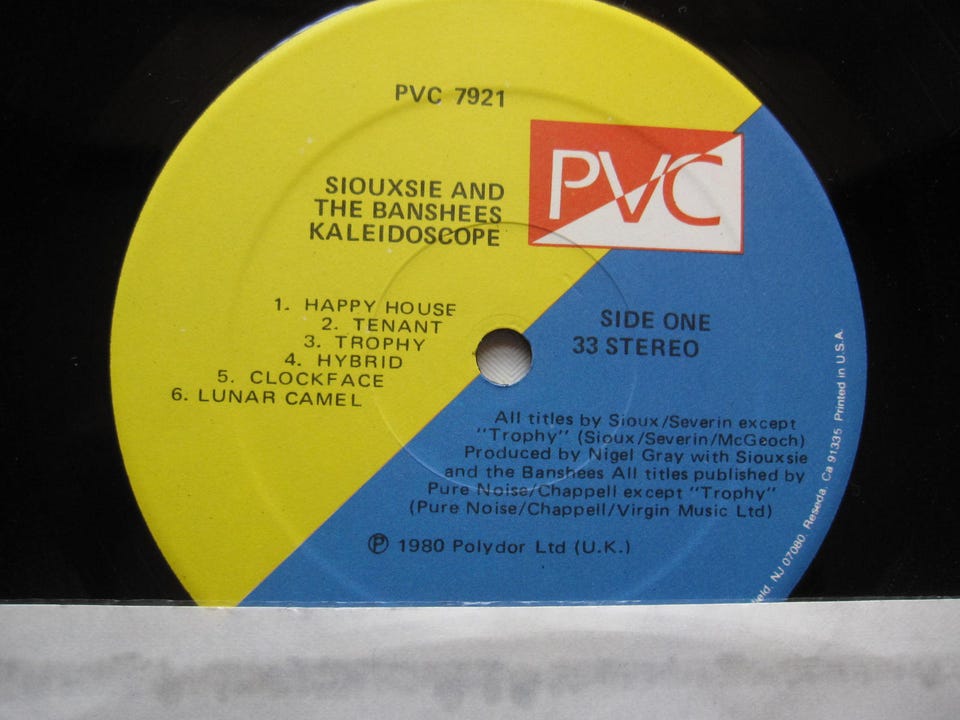 PVC 7921
PVC
SIOUXSIE AND
THE BANSHEES
KALEIDOSCOPE
1. HAPPY HOUSE
2. TENANT
3. TROPHY
4. HYBRID
5. CLOCKFACE
6. LUNAR CAMEL
SIDE ONE
33 STEREO
All titles by Sioux/Severin except
"Trophy" (Sioux/Severin/McGeoch)
Produced by Nigel Gray with Siouxsie
and the Banshees All titles published by
Pure Noise/Chappell except "Trophy"
(Pure Noise/Chappell/Virgin Music Ltd)
Ⓟ 1980 Polydor Ltd (U.K.)
NJ 07080. Reseda, Ca 91335 Printed in U.S.A.